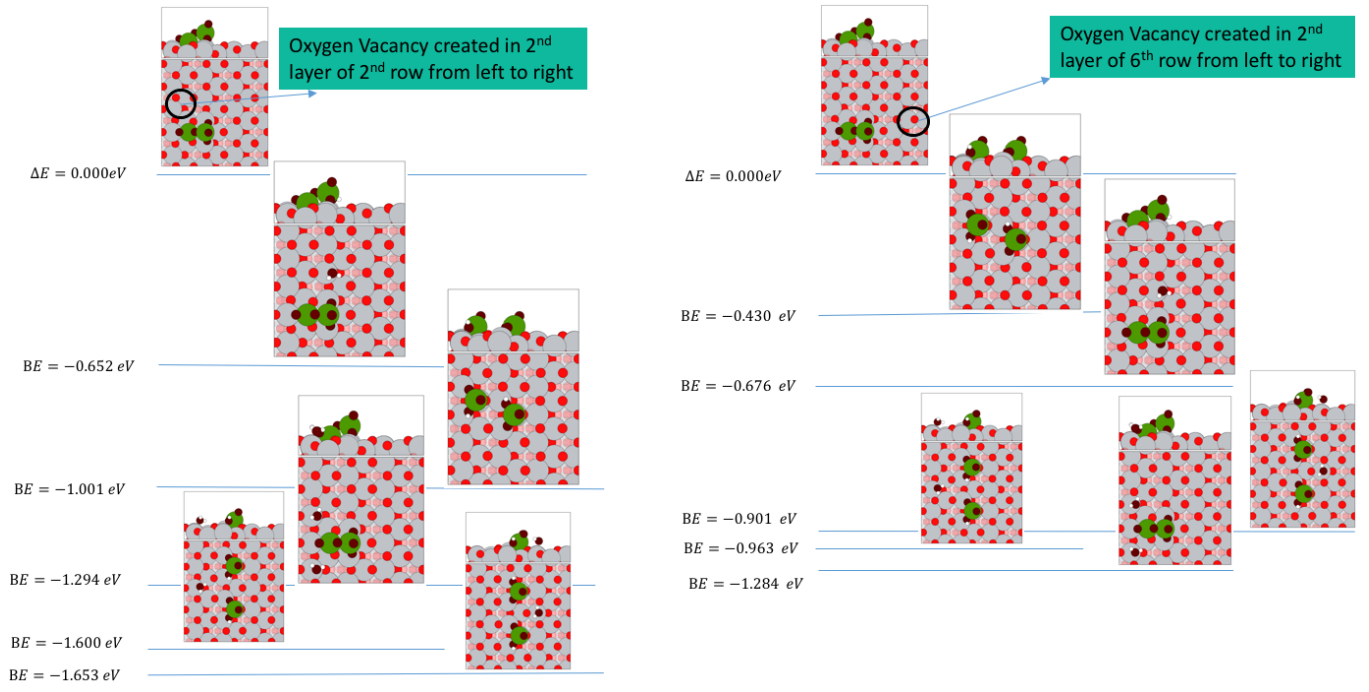 Oxygen Vacancy created in 2nd
layer of 2nd row from left to right
ΔE = 0.000eV
BE = −0.652 eV
BE = −1.001 eV
BE = −1.294 eV
BE = −1.600 eV
BE = −1.653 eV
Oxygen Vacancy created in 2nd
layer of 6th row from left to right
ΔE = 0.000eV
BE = −0.430 eV
BE = −0.676 eV
BE = −0.901 eV
BE = −0.963 eV
BE = −1.284 eV